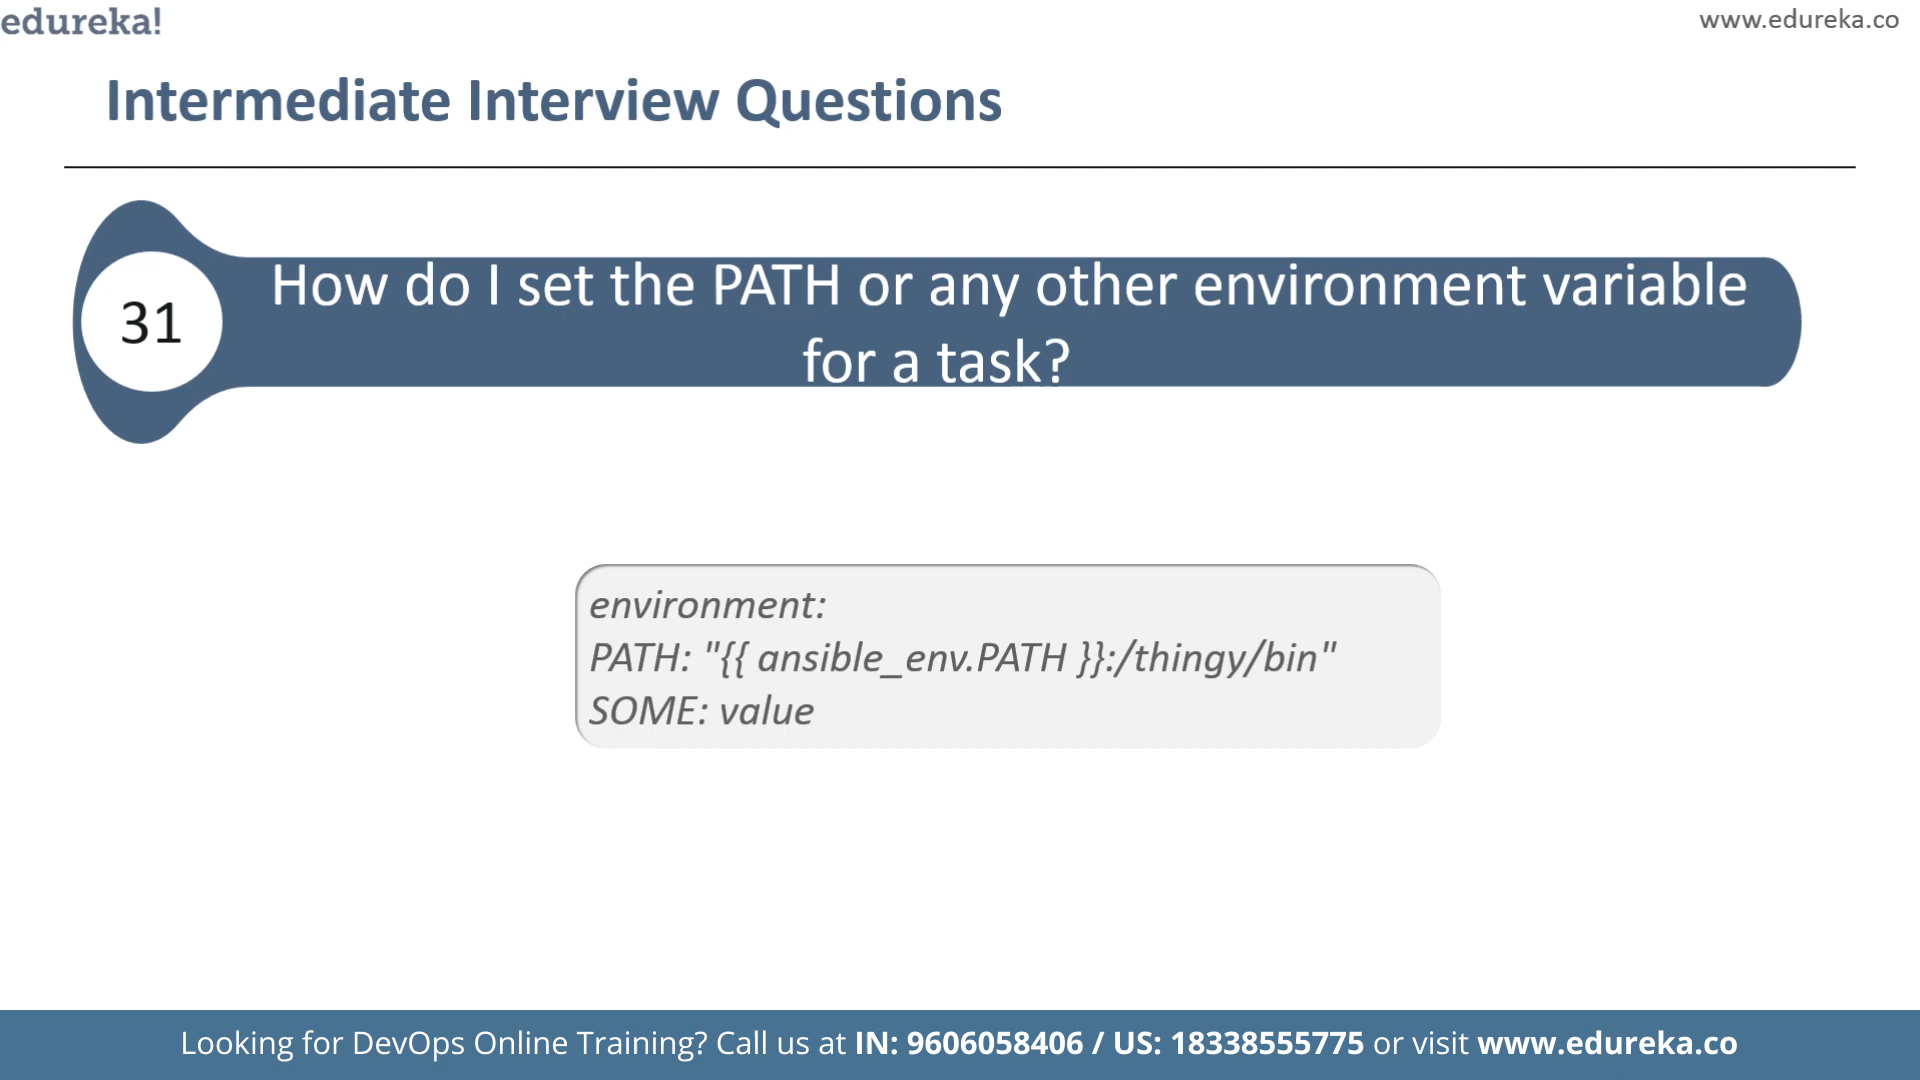 edureka!
www.edureka.co
Intermediate Interview Questions
31
How do I set the PATH or any other environment variable
for a task?
environment:
PATH: "{{ ansible_env.PATH }}:/thingy/bin"
SOME: value
Looking for DevOps Online Training? Call us at IN: 9606058406 / US: 18338555775 or visit www.edureka.co